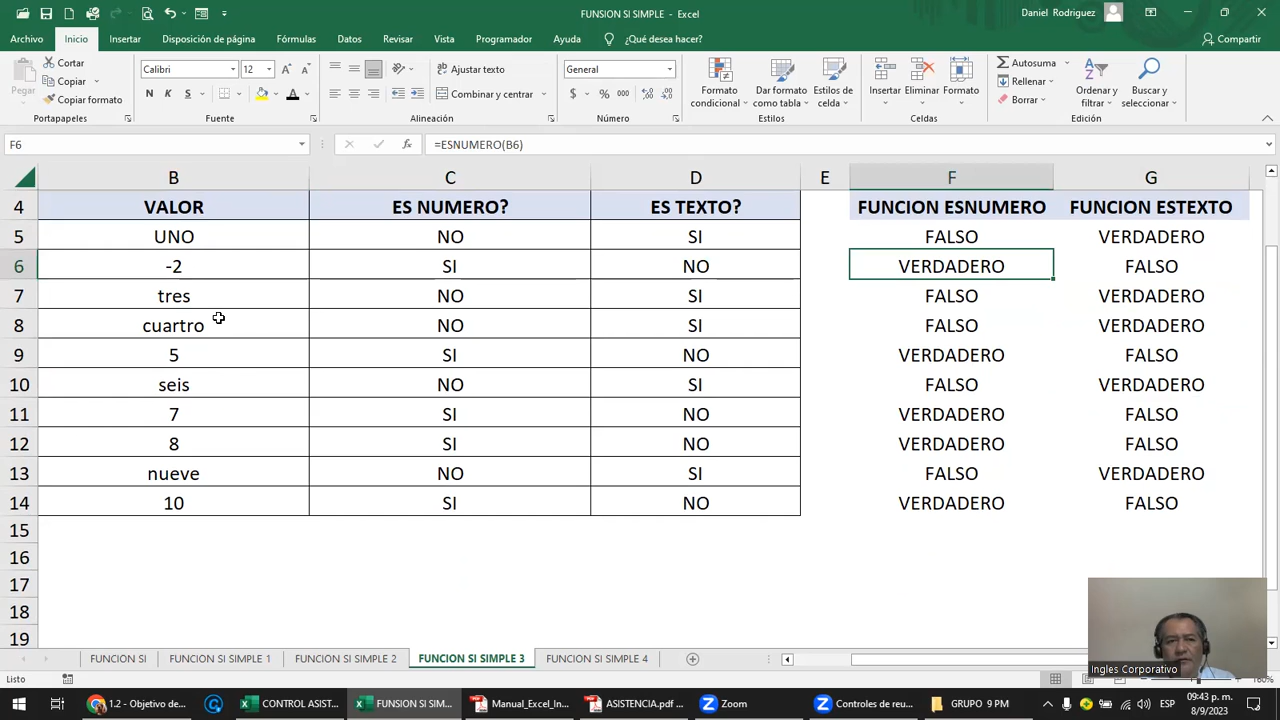 FUNSION SI SIMPLE - Excel
Daniel Rodriguez
Archivo Inicio Insertar Disposición de página Fórmulas Datos Revisar Vista Programador Ayuda ¿Qué desea hacer? Compartir
Pegar
Cortar
Copiar
Copiar formato
Portapapeles
Calibri 12
N K S
Fuente
Ajustar texto
Combinar y centrar
Alineación
General
$ % 000
Número
Formato condicional
Dar formato como tabla
Estilos de celda
Estilos
Insertar
Eliminar
Formato
Celdas
Autosuma
Rellenar
Borrar
Ordenar y filtrar
Buscar y seleccionar
Edición
F6 fx =ESNUMERO(B6)
B C D E F G
4 VALOR ES NUMERO? ES TEXTO? FUNCION ESNUMERO FUNCION ESTEXTO
5 UNO NO SI FALSO VERDADERO
6 -2 SI NO VERDADERO FALSO
7 tres NO SI FALSO VERDADERO
8 cuartro NO SI FALSO VERDADERO
9 5 SI NO VERDADERO FALSO
10 seis NO SI FALSO VERDADERO
11 7 SI NO VERDADERO FALSO
12 8 SI NO VERDADERO FALSO
13 nueve NO SI FALSO VERDADERO
14 10 SI NO VERDADERO FALSO
15
16
17
18
19
Ingles Corporativo
FUNCION SI FUNCION SI SIMPLE 1 FUNCION SI SIMPLE 2 FUNCION SI SIMPLE 3 FUNCION SI SIMPLE 4
Listo
1.2 - Objetivo de... CONTROL ASIST... FUNSION SI SIM... Manual_Excel_In... ASISTENCIA.pdf ... Zoom Controles de reu... GRUPO 9 PM ESP
09:43 p. m.
8/9/2023